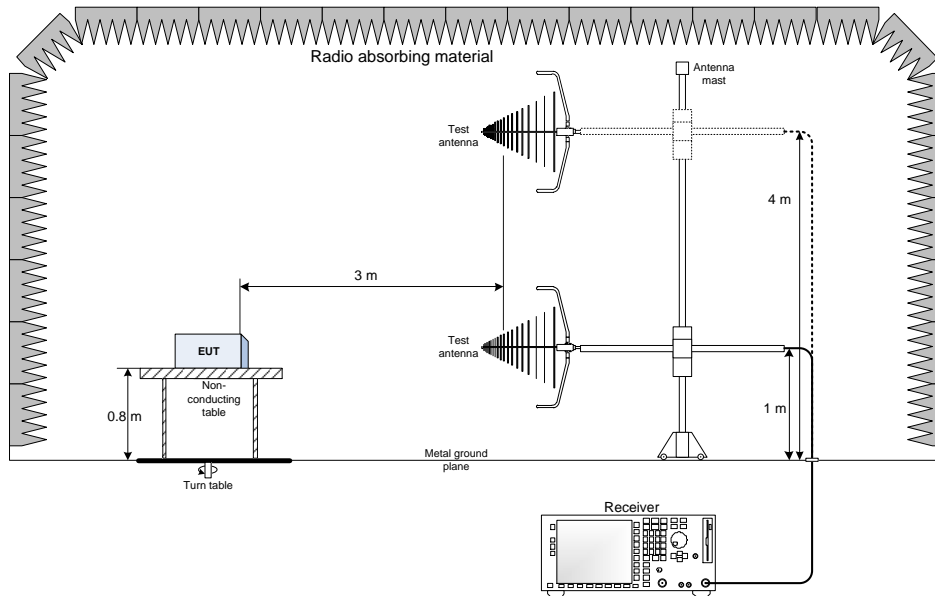 Radio absorbing material
Antenna
mast
Test
antenna
4 m
3 m
Test
antenna
EUT
Non-
conducting
table
0.8 m
1 m
Metal ground
plane
Turn table
Receiver